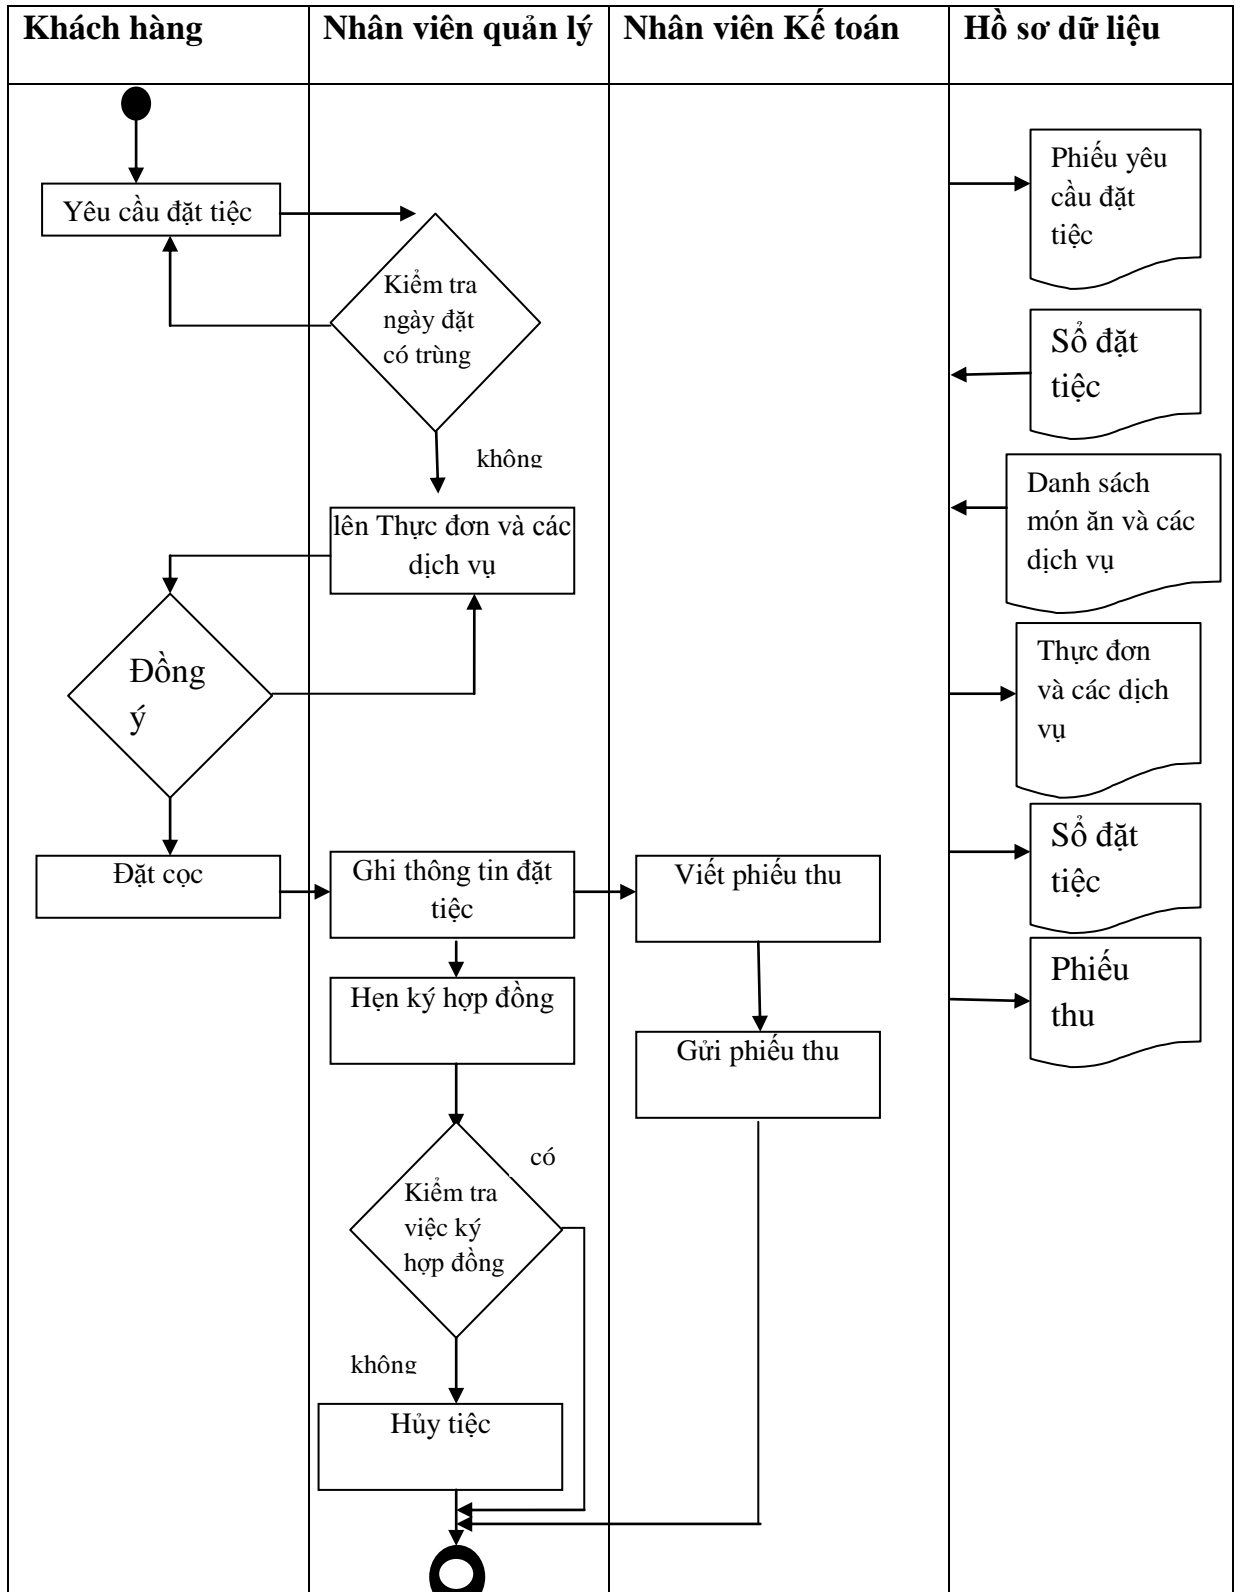 Khách hàng
Nhân viên quản lý
Nhân viên Kế toán
Hồ sơ dữ liệu
Phiếu yêu
cầu đặt
tiệc
Yêu cầu đặt tiệc
Kiểm tra
ngày đặt
có trùng
Sổ đặt
tiệc
không
Danh sách
món ăn và các
dịch vụ
lên Thực đơn và các
dịch vụ
Đồng
ý
Thực đơn
và các dịch
vụ
Sổ đặt
tiệc
Đặt cọc
Ghi thông tin đặt
tiệc
Viết phiếu thu
Phiếu
thu
Hẹn ký hợp đồng
Gửi phiếu thu
có
Kiểm tra
việc ký
hợp đồng
không
Hủy tiệc